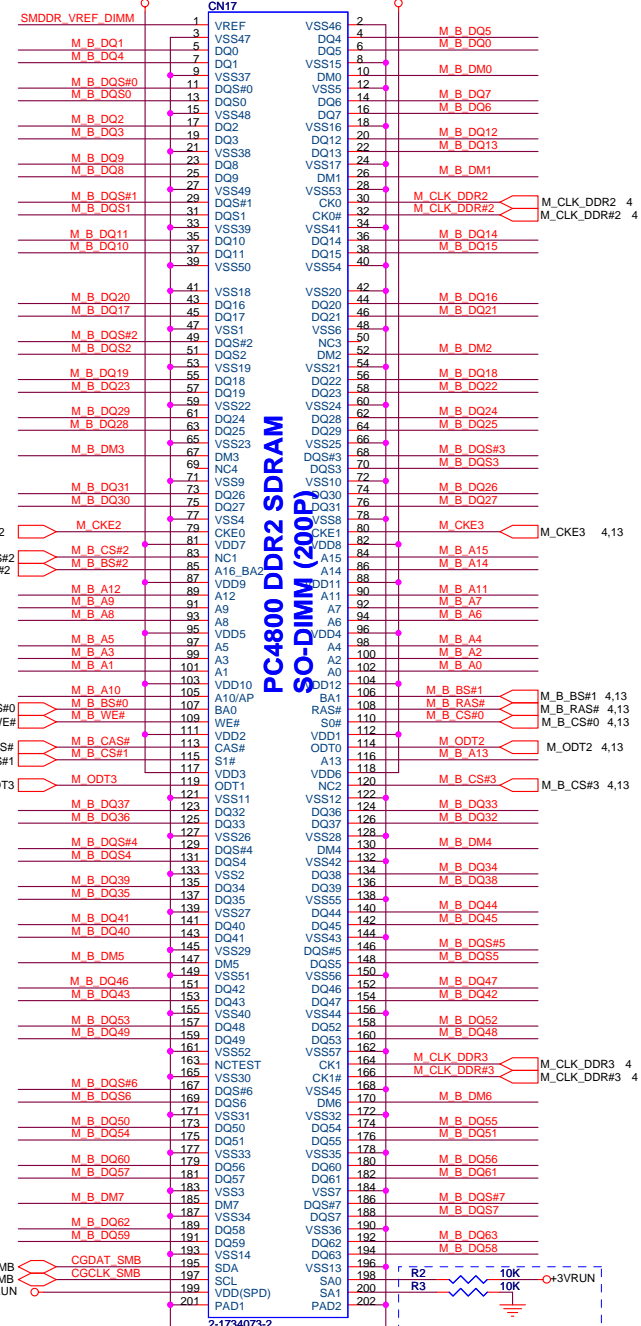 CN17
SMDDR_VREF_DIMM 1 VREF VSS46 2
3 VSS47 DQ4 4 M_B_DQ5
M_B_DQ1 5 DQ0 DQ5 6 M_B_DQ0
M_B_DQ4 7 DQ1 VSS15 8
9 VSS37 DM0 10 M_B_DM0
M_B_DQS#0 11 DQS#0 VSS5 12
M_B_DQS0 13 DQS0 DQ6 14 M_B_DQ7
15 VSS48 DQ7 16 M_B_DQ6
M_B_DQ2 17 DQ2 VSS16 18
M_B_DQ3 19 DQ3 DQ12 20 M_B_DQ12
21 VSS38 DQ13 22 M_B_DQ13
M_B_DQ9 23 DQ8 VSS17 24
M_B_DQ8 25 DQ9 DM1 26 M_B_DM1
27 VSS49 VSS53 28
M_B_DQS#1 29 DQS#1 CK0 30 M_CLK_DDR2 M_CLK_DDR2 4
M_B_DQS1 31 DQS1 CK0# 32 M_CLK_DDR#2 M_CLK_DDR#2 4
33 VSS39 VSS41 34
M_B_DQ11 35 DQ10 DQ14 36 M_B_DQ14
M_B_DQ10 37 DQ11 DQ15 38 M_B_DQ15
39 VSS50 VSS54 40
41 VSS18 VSS20 42
M_B_DQ20 43 DQ16 DQ20 44 M_B_DQ16
M_B_DQ17 45 DQ17 DQ21 46 M_B_DQ21
47 VSS1 VSS6 48
M_B_DQS#2 49 DQS#2 NC3 50
M_B_DQS2 51 DQS2 DM2 52 M_B_DM2
53 VSS19 VSS21 54
M_B_DQ19 55 DQ18 DQ22 56 M_B_DQ18
M_B_DQ23 57 DQ19 DQ23 58 M_B_DQ22
59 VSS22 VSS24 60
M_B_DQ29 61 DQ24 DQ28 62 M_B_DQ24
M_B_DQ28 63 DQ25 DQ29 64 M_B_DQ25
65 VSS23 VSS25 66
M_B_DM3 67 DM3 DQS#3 68 M_B_DQS#3
69 NC4 DQS3 70 M_B_DQS3
71 VSS9 VSS10 72
M_B_DQ31 73 DQ26 DQ30 74 M_B_DQ26
M_B_DQ30 75 DQ27 DQ31 76 M_B_DQ27
77 VSS4 VSS8 78
2 M_CKE2 79 CKE0 CKE1 80 M_CKE3 M_CKE3 4,13
81 VDD7 VDD8 82
S#2 M_B_CS#2 83 NC1 A15 84 M_B_A15
#2 M_B_BS#2 85 A16_BA2 A14 86 M_B_A14
87 VDD9 VDD11 88
M_B_A12 89 A12 A11 90 M_B_A11
M_B_A9 91 A9 A7 92 M_B_A7
M_B_A8 93 A8 A6 94 M_B_A6
95 VDD5 VDD4 96
M_B_A5 97 A5 A4 98 M_B_A4
M_B_A3 99 A3 A2 100 M_B_A2
M_B_A1 101 A1 A0 102 M_B_A0
103 VDD10 VDD12 104
M_B_A10 105 A10/AP BA1 106 M_B_BS#1 M_B_BS#1 4,13
S#0 M_B_BS#0 107 BA0 RAS# 108 M_B_RAS# M_B_RAS# 4,13
WE# M_B_WE# 109 WE# S0# 110 M_B_CS#0 M_B_CS#0 4,13
111 VDD2 VDD1 112
S# M_B_CAS# 113 CAS# ODT0 114 M_ODT2 M_ODT2 4,13
#1 M_B_CS#1 115 S1# A13 116 M_B_A13
117 VDD3 VDD6 118
T3 M_ODT3 119 ODT1 NC2 120 M_B_CS#3 M_B_CS#3 4,13
121 VSS11 VSS12 122
M_B_DQ37 123 DQ32 DQ36 124 M_B_DQ33
M_B_DQ36 125 DQ33 DQ37 126 M_B_DQ32
127 VSS26 VSS28 128
M_B_DQS#4 129 DQS#4 DM4 130 M_B_DM4
M_B_DQS4 131 DQS4 VSS42 132
133 VSS2 DQ38 134 M_B_DQ34
M_B_DQ39 135 DQ34 DQ39 136 M_B_DQ38
M_B_DQ35 137 DQ35 VSS55 138
139 VSS27 DQ44 140 M_B_DQ44
M_B_DQ41 141 DQ40 DQ45 142 M_B_DQ45
M_B_DQ40 143 DQ41 VSS43 144
145 VSS29 DQS#5 146 M_B_DQS#5
M_B_DM5 147 DM5 DQS5 148 M_B_DQS5
149 VSS51 VSS56 150
M_B_DQ46 151 DQ42 DQ46 152 M_B_DQ47
M_B_DQ43 153 DQ43 DQ47 154 M_B_DQ42
155 VSS40 VSS44 156
M_B_DQ53 157 DQ48 DQ52 158 M_B_DQ52
M_B_DQ49 159 DQ49 DQ53 160 M_B_DQ48
161 VSS52 VSS57 162
163 NCTEST CK1 164 M_CLK_DDR3 M_CLK_DDR3 4
165 VSS30 CK1# 166 M_CLK_DDR#3 M_CLK_DDR#3 4
M_B_DQS#6 167 DQS#6 VSS45 168
M_B_DQS6 169 DQS6 DM6 170 M_B_DM6
171 VSS31 VSS32 172
M_B_DQ50 173 DQ50 DQ54 174 M_B_DQ55
M_B_DQ54 175 DQ51 DQ55 176 M_B_DQ51
177 VSS33 VSS35 178
M_B_DQ60 179 DQ56 DQ60 180 M_B_DQ56
M_B_DQ57 181 DQ57 DQ61 182 M_B_DQ61
183 VSS3 VSS7 184
M_B_DM7 185 DM7 DQS#7 186 M_B_DQS#7
187 VSS34 DQS7 188 M_B_DQS7
M_B_DQ62 189 DQ58 VSS36 190
M_B_DQ59 191 DQ59 DQ62 192 M_B_DQ63
193 VSS14 DQ63 194 M_B_DQ58
MB CGDAT_SMB 195 SDA VSS13 196
MB CGCLK_SMB 197 SCL SA0 198 R2 10K +3VRUN
UN 199 VDD(SPD) SA1 200 R3 10K
201 PAD1 PAD2 202
PC4800 DDR2 SDRAM
SO-DIMM (200P)
2-1734073-2